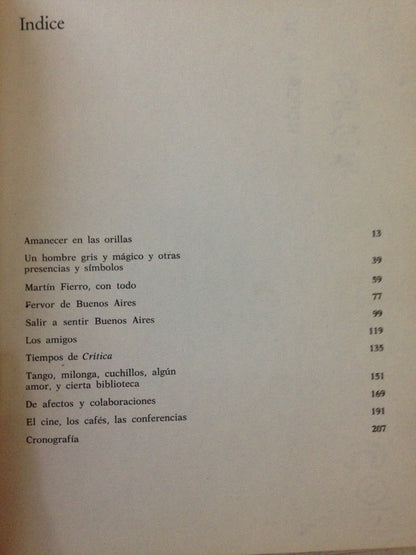 Indice
Amanecer en las orillas 13
Un hombre gris y mágico y otras
presencias y símbolos 39
Martín Fierro, con todo 59
Fervor de Buenos Aires 77
Salir a sentir Buenos Aires 99
Los amigos 119
Tiempos de Crítica 135
Tango, milonga, cuchillos, algún
amor, y cierta biblioteca 151
De afectos y colaboraciones 169
El cine, los cafés, las conferencias 191
Cronografía 207